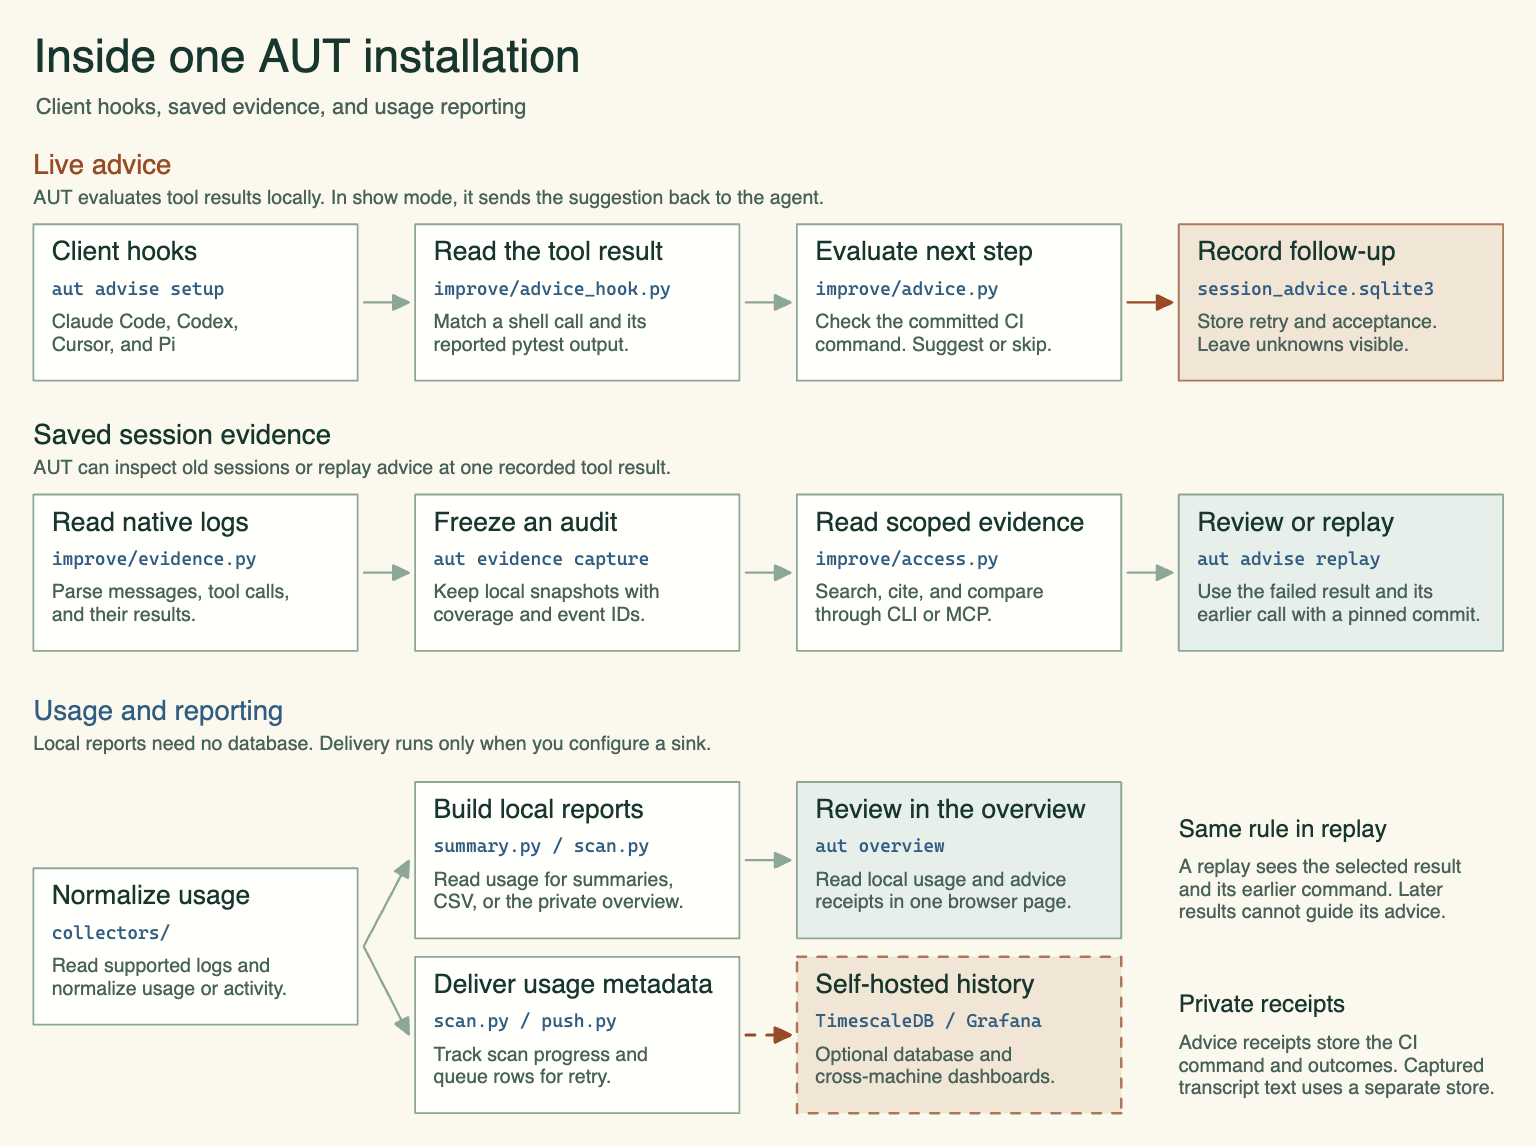 Inside one AUT installation
Client hooks, saved evidence, and usage reporting
Live advice
AUT evaluates tool results locally. In show mode, it sends the suggestion back to the agent.
Client hooks
aut advise setup
Claude Code, Codex,
Cursor, and Pi
Read the tool result
improve/advice_hook.py
Match a shell call and its
reported pytest output.
Evaluate next step
improve/advice.py
Check the committed CI
command. Suggest or skip.
Record follow-up
session_advice.sqlite3
Store retry and acceptance.
Leave unknowns visible.
Saved session evidence
AUT can inspect old sessions or replay advice at one recorded tool result.
Read native logs
improve/evidence.py
Parse messages, tool calls,
and their results.
Freeze an audit
aut evidence capture
Keep local snapshots with
coverage and event IDs.
Read scoped evidence
improve/access.py
Search, cite, and compare
through CLI or MCP.
Review or replay
aut advise replay
Use the failed result and its
earlier call with a pinned commit.
Usage and reporting
Local reports need no database. Delivery runs only when you configure a sink.
Normalize usage
collectors/
Read supported logs and
normalize usage or activity.
Build local reports
summary.py / scan.py
Read usage for summaries,
CSV, or the private overview.
Review in the overview
aut overview
Read local usage and advice
receipts in one browser page.
Same rule in replay
A replay sees the selected result
and its earlier command. Later
results cannot guide its advice.
Deliver usage metadata
scan.py / push.py
Track scan progress and
queue rows for retry.
Self-hosted history
TimescaleDB / Grafana
Optional database and
cross-machine dashboards.
Private receipts
Advice receipts store the CI
command and outcomes. Captured
transcript text uses a separate store.